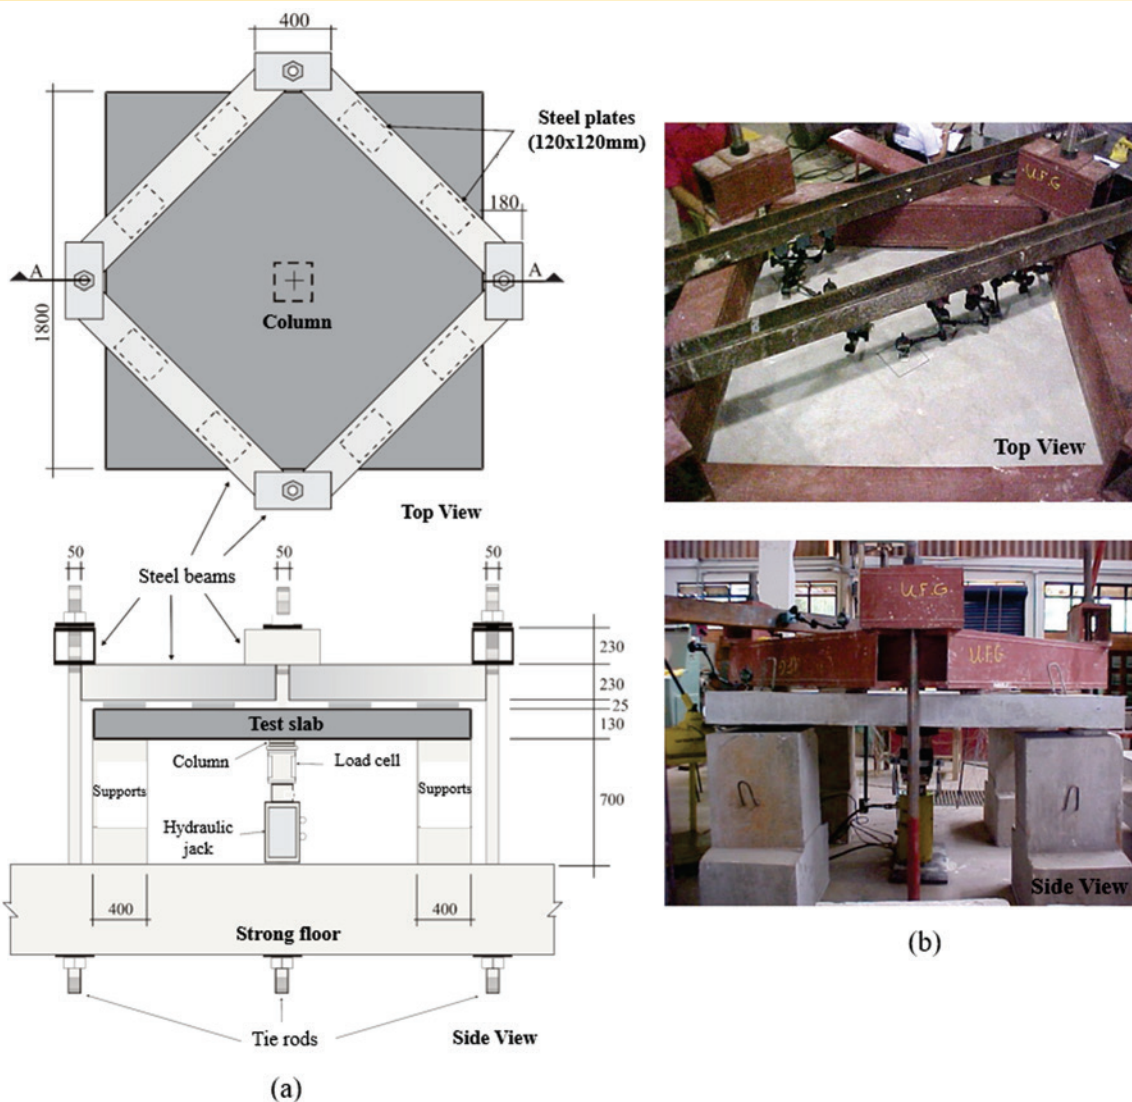 400
Steel plates
(120x120mm)
180
A
A
Column
1800
Top View
50
50
50
Steel beams
230
230
25
Test slab
130
Column
Load cell
Supports
Supports
700
Hydraulic
jack
400
400
Strong floor
Tie rods
Side View
(a)
U.F.G
Top View
U.F.G.
U.F.G
Side View
(b)